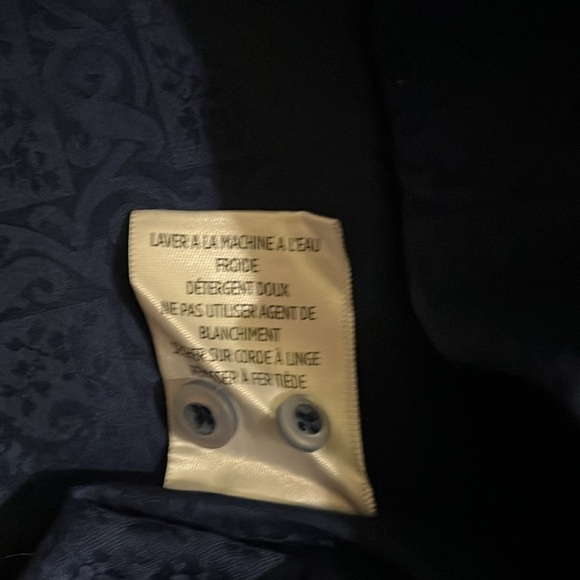 LAVER A LA MACHINE A L'EAU
FROIDE
DÉTERGENT DOUX
NE PAS UTILISER AGENT DE
BLANCHIMENT
SUR CORDE À LINGE
À FER TIÈDE